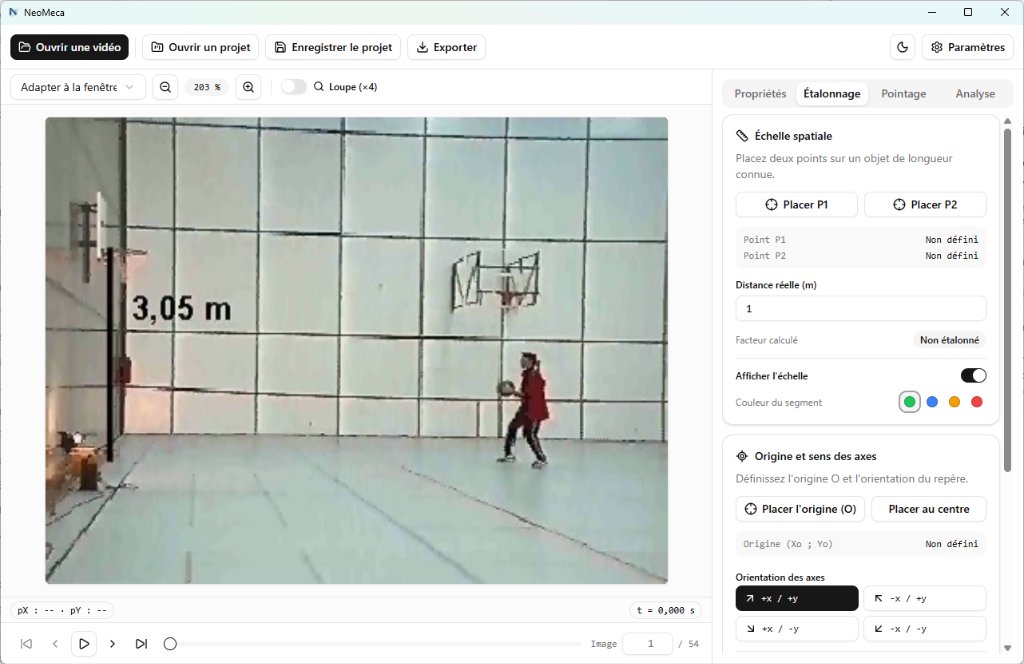 NeoMeca
Ouvrir une vidéo
Ouvrir un projet
Enregistrer le projet
Exporter
Paramètres
Adapter à la fenêtre
203 %
Loupe (×4)
Propriétés
Étalonnage
Pointage
Analyse
3,05 m
Échelle spatiale
Placez deux points sur un objet de longueur
connue.
Placer P1
Placer P2
Point P1 Non défini
Point P2 Non défini
Distance réelle (m)
1
Facteur calculé Non étalonné
Afficher l'échelle
Couleur du segment
Origine et sens des axes
Définissez l'origine O et l'orientation du repère.
Placer l'origine (O)
Placer au centre
Origine (Xo ; Yo) Non défini
Orientation des axes
+x / +y
-x / +y
+x / -y
-x / -y
pX : -- · pY : --
t = 0,000 s
Image 1 / 54